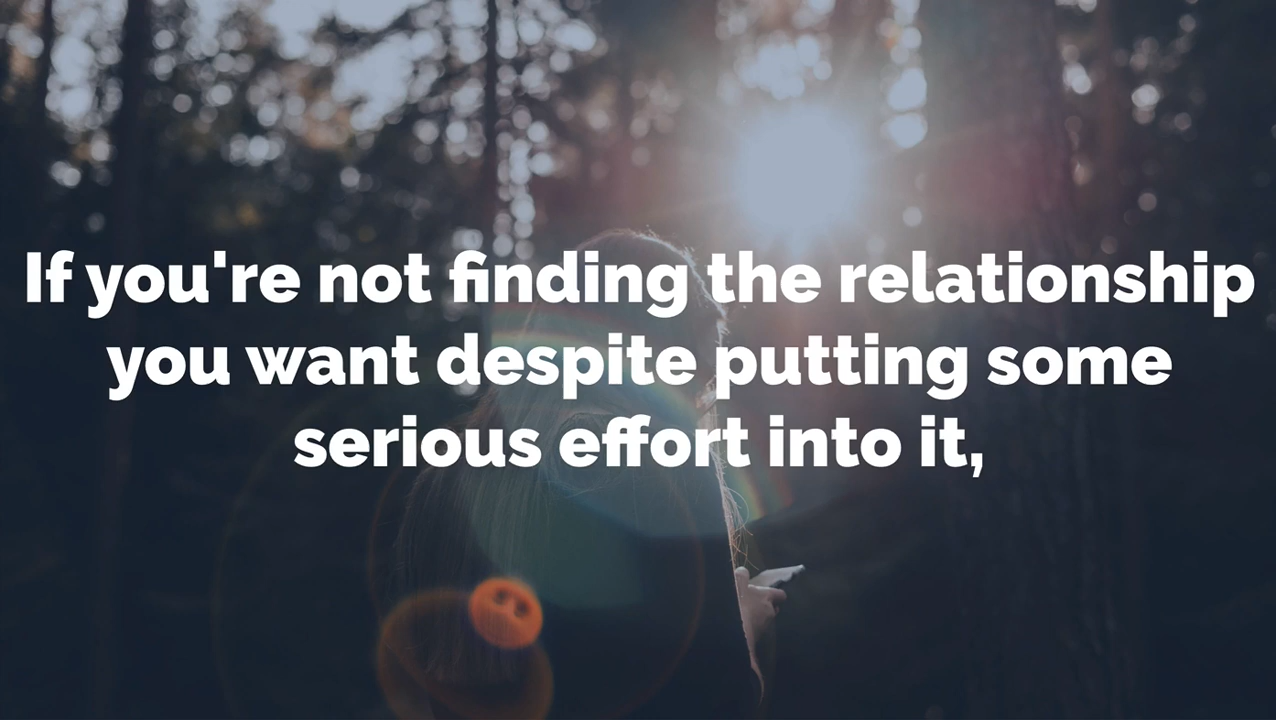 If you're not finding the relationship
you want despite putting some
serious effort into it,